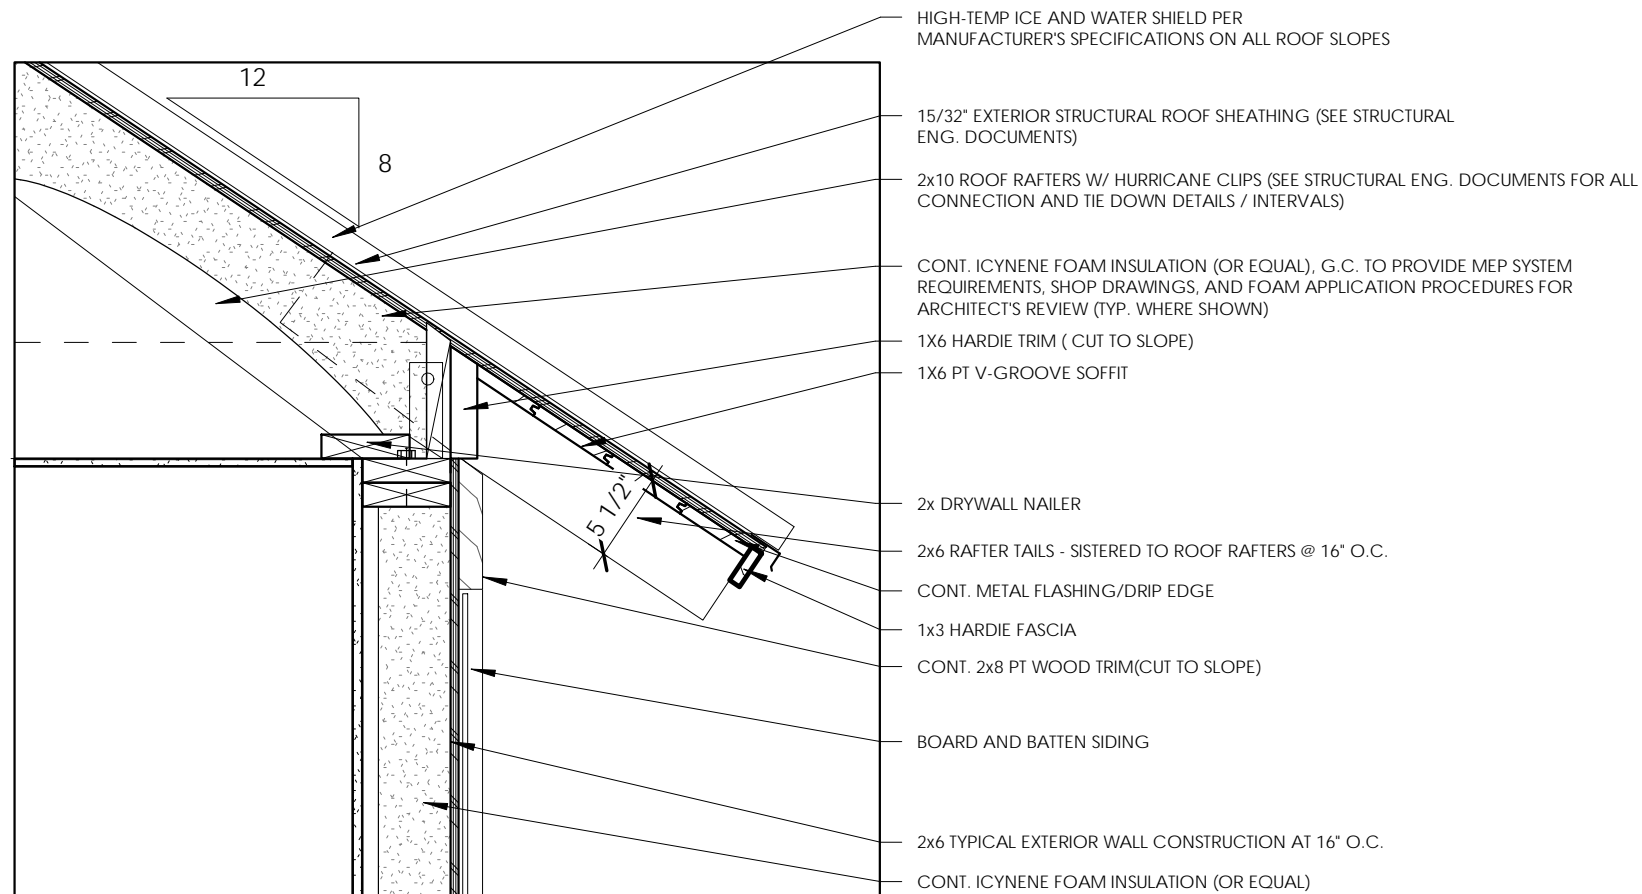 HIGH-TEMP ICE AND WATER SHIELD PER
MANUFACTURER'S SPECIFICATIONS ON ALL ROOF SLOPES
12
8
15/32" EXTERIOR STRUCTURAL ROOF SHEATHING (SEE STRUCTURAL
ENG. DOCUMENTS)
2x10 ROOF RAFTERS W/ HURRICANE CLIPS (SEE STRUCTURAL ENG. DOCUMENTS FOR ALL
CONNECTION AND TIE DOWN DETAILS / INTERVALS)
CONT. ICYNENE FOAM INSULATION (OR EQUAL), G.C. TO PROVIDE MEP SYSTEM
REQUIREMENTS, SHOP DRAWINGS, AND FOAM APPLICATION PROCEDURES FOR
ARCHITECT'S REVIEW (TYP. WHERE SHOWN)
1X6 HARDIE TRIM ( CUT TO SLOPE)
1X6 PT V-GROOVE SOFFIT
5 1/2"
2x DRYWALL NAILER
2x6 RAFTER TAILS - SISTERED TO ROOF RAFTERS @ 16" O.C.
CONT. METAL FLASHING/DRIP EDGE
1x3 HARDIE FASCIA
CONT. 2x8 PT WOOD TRIM(CUT TO SLOPE)
BOARD AND BATTEN SIDING
2x6 TYPICAL EXTERIOR WALL CONSTRUCTION AT 16" O.C.
CONT. ICYNENE FOAM INSULATION (OR EQUAL)